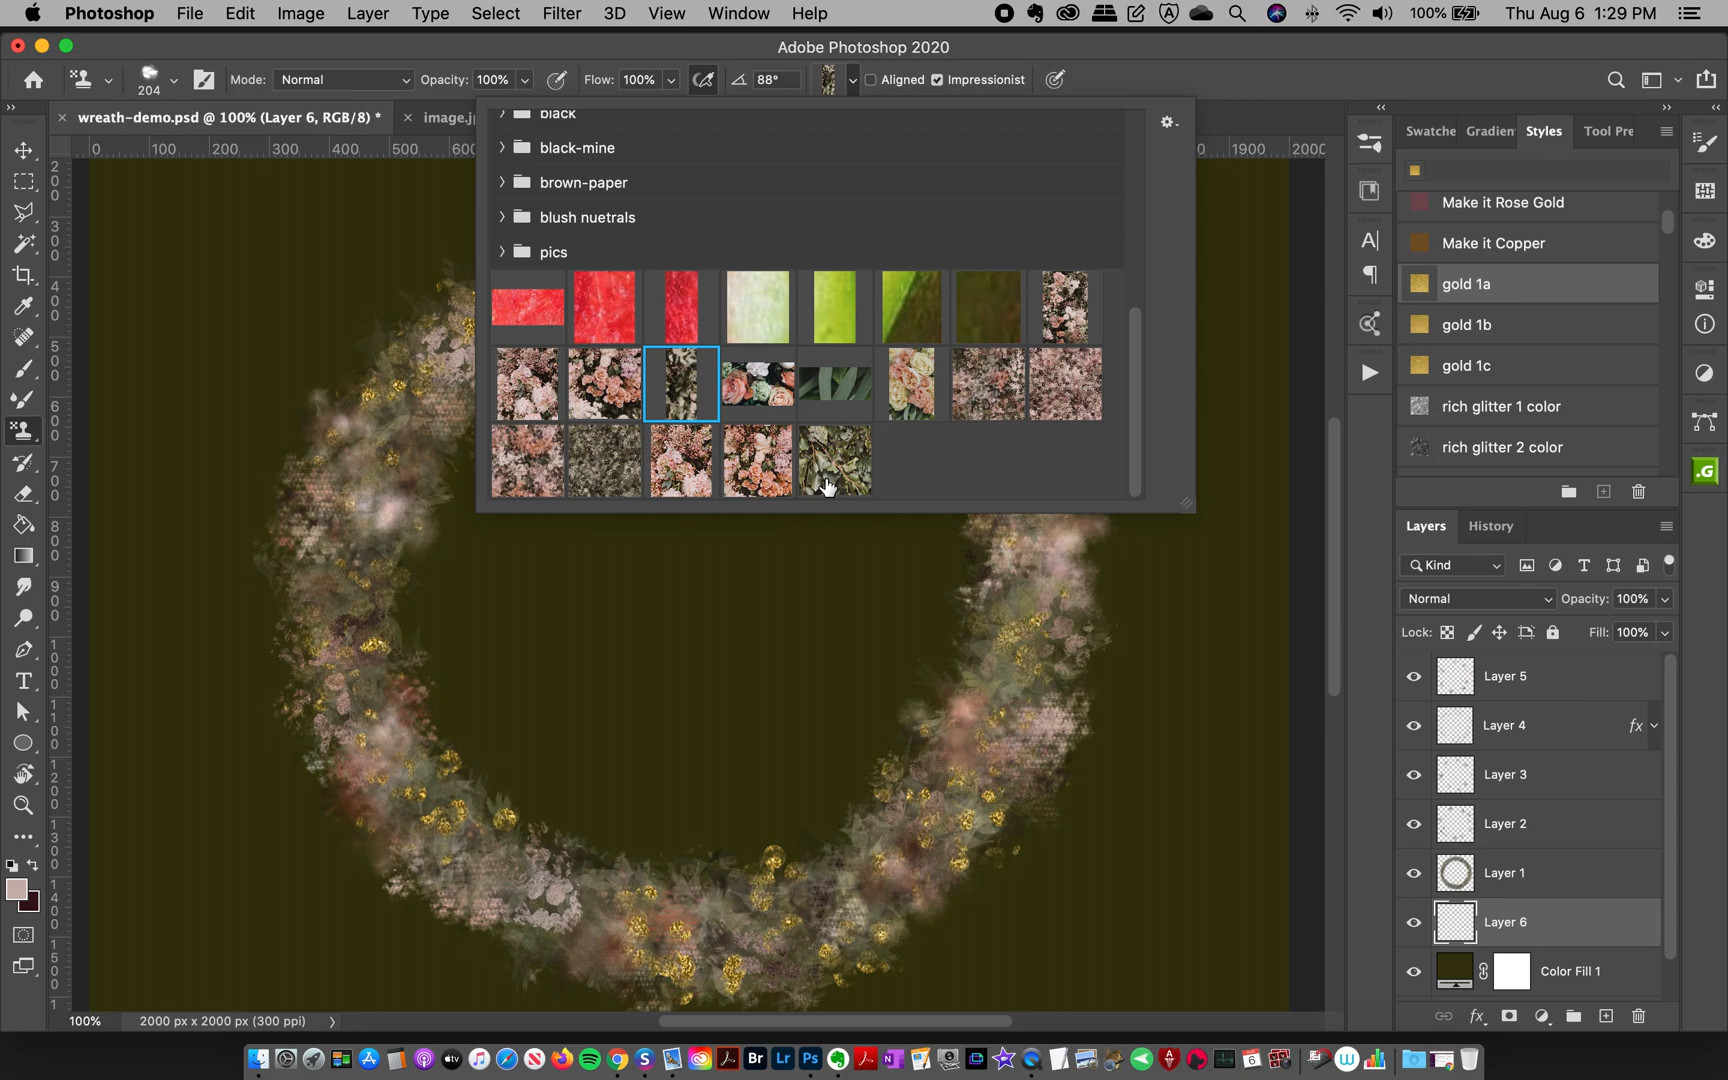 Photoshop File Edit Image Layer Type Select Filter 3D View Window Help 100% Thu Aug 6 1:29 PM
Adobe Photoshop 2020
204 Mode: Normal Opacity: 100% Flow: 100% 88° Aligned Impressionist
wreath-demo.psd @ 100% (Layer 6, RGB/8) * image.j
0 100 200 300 400 500 1900 2000
black
black-mine
brown-paper
blush nuetrals
pics
Swatche Gradien Styles Tool Pre
Make it Rose Gold
Make it Copper
gold 1a
gold 1b
gold 1c
rich glitter 1 color
rich glitter 2 color
Layers History
Kind
Normal Opacity: 100%
Lock: Fill: 100%
Layer 5
Layer 4 fx
Layer 3
Layer 2
Layer 1
Layer 6
Color Fill 1
fx
100% 2000 px x 2000 px (300 ppi)
Br Lr Ps